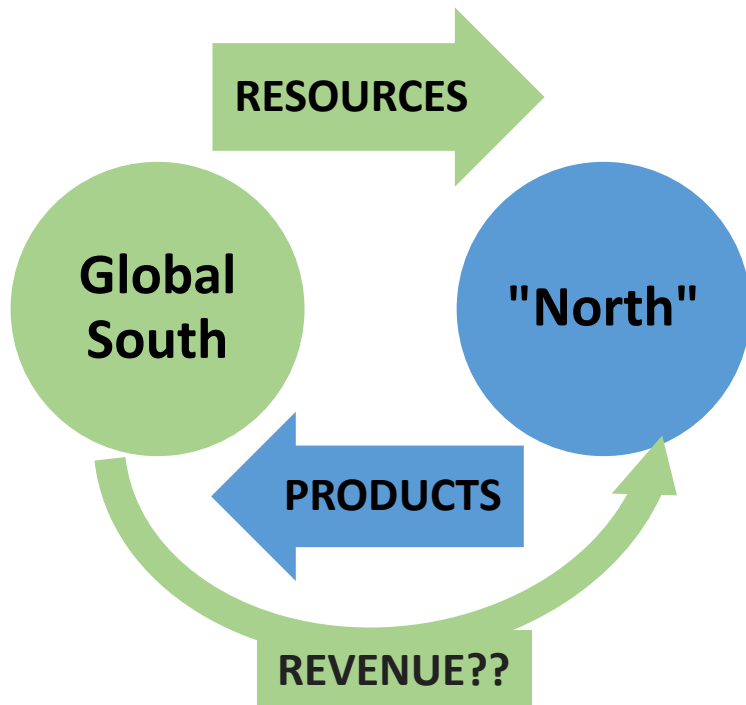 RESOURCES
Global
South
"North"
PRODUCTS
REVENUE??